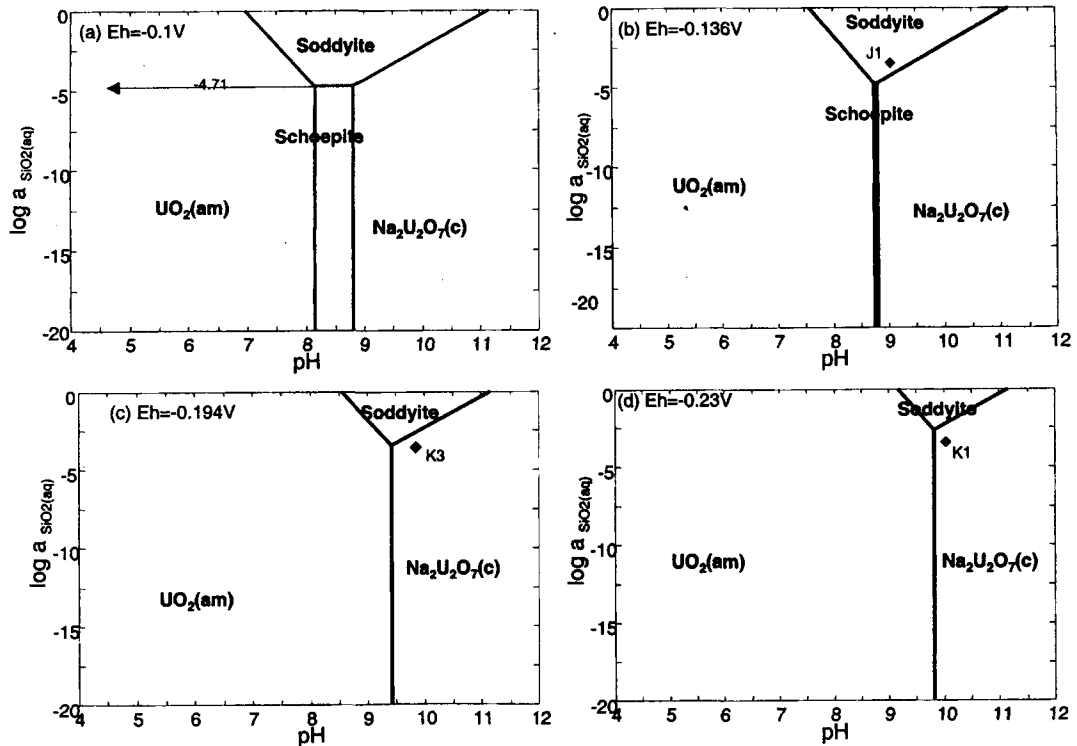 (a) Eh=-0.1V
0
-5
-10
-15
-20
log a SiO2(aq)
Soddyite
-4.71
Schoepite
UO2(am)
Na2U2O7(c)
4 5 6 7 8 9 10 11 12
pH
(b) Eh=-0.136V
0
-5
-10
-15
-20
log a SiO2(aq)
Soddyite
J1
Schoepite
UO2(am)
Na2U2O7(c)
4 5 6 7 8 9 10 11 12
pH
(c) Eh=-0.194V
0
-5
-10
-15
-20
log a SiO2(aq)
Soddyite
K3
UO2(am)
Na2U2O7(c)
4 5 6 7 8 9 10 11 12
pH
(d) Eh=-0.23V
0
-5
-10
-15
-20
log a SiO2(aq)
Soddyite
K1
UO2(am)
Na2U2O7(c)
4 5 6 7 8 9 10 11 12
pH